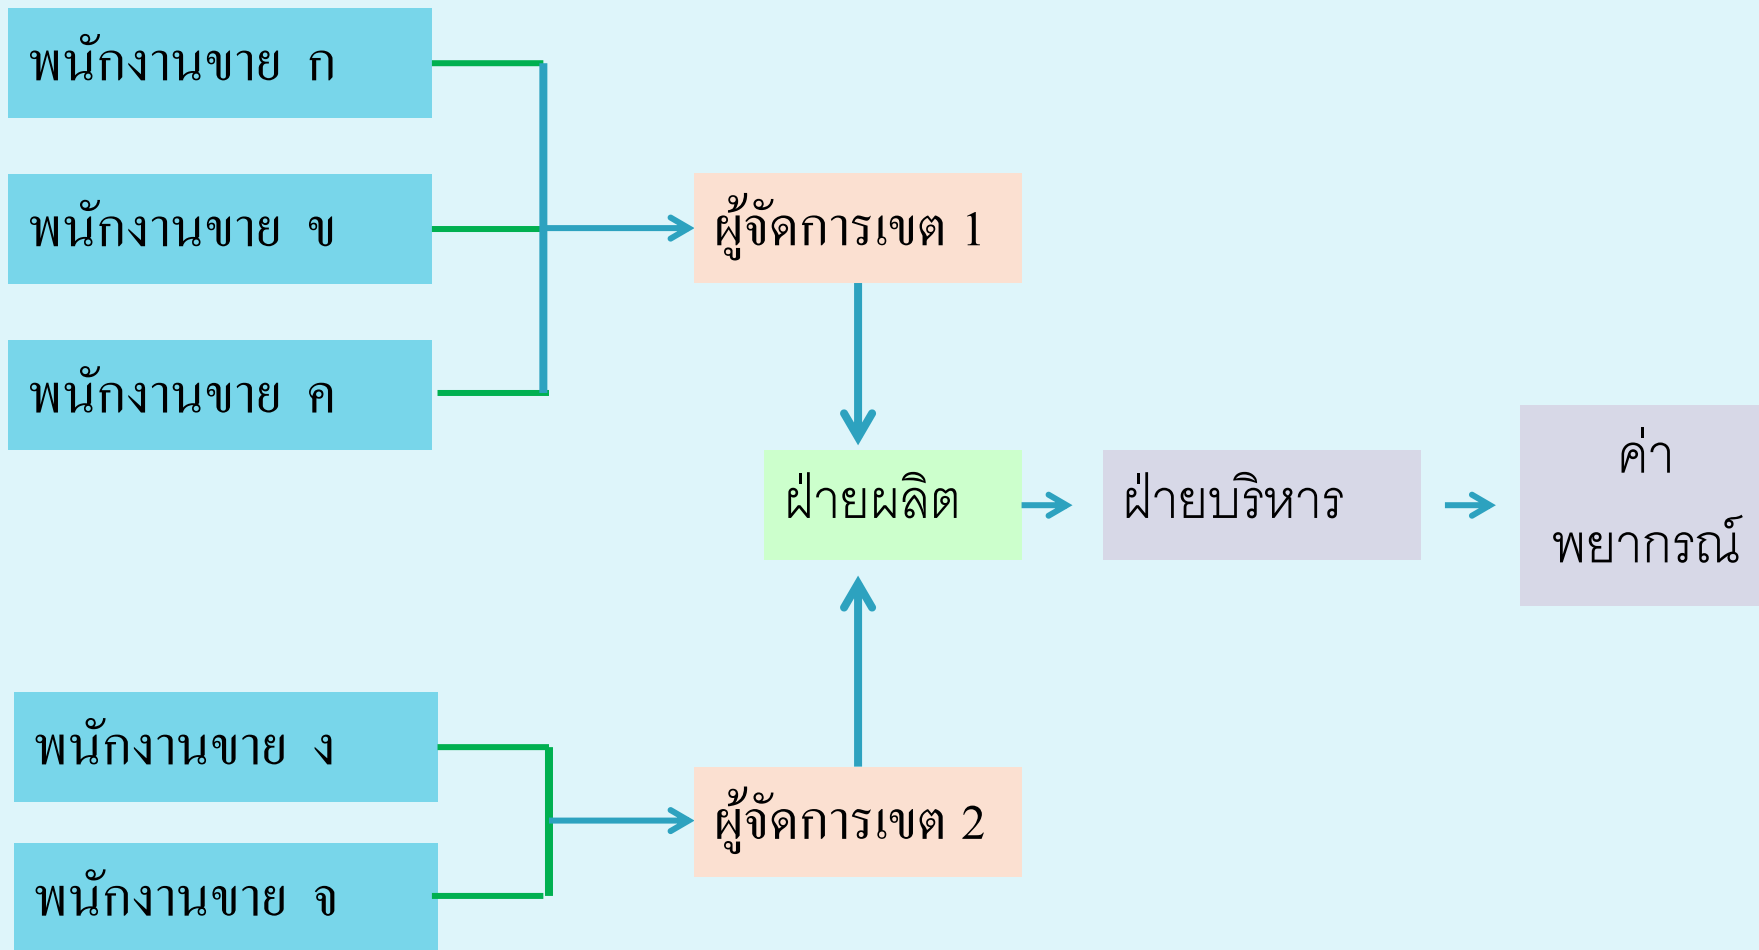 พนักงานขาย ก
พนักงานขาย ข
ผู้จัดการเขต 1
พนักงานขาย ค
ฝ่ายผลิต
ฝ่ายบริหาร
ค่า
พยากรณ์
พนักงานขาย ง
ผู้จัดการเขต 2
พนักงานขาย จ